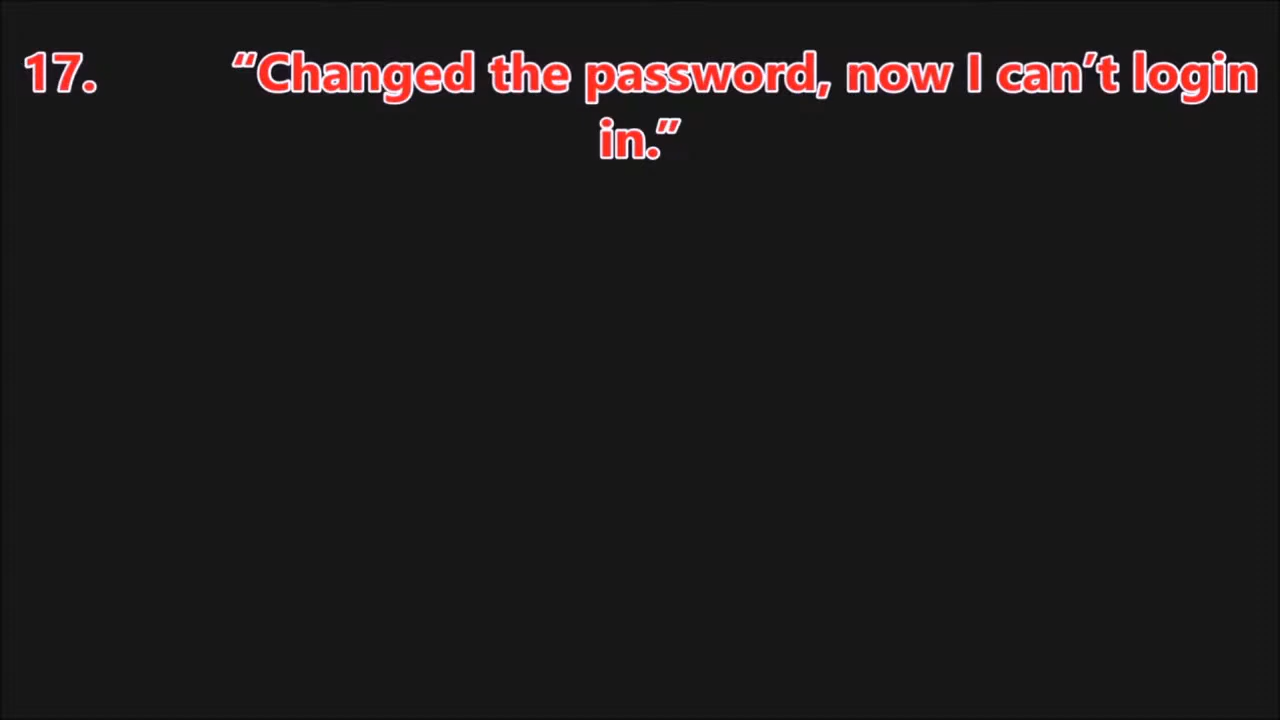 17. “Changed the password, now I can’t login
in.”